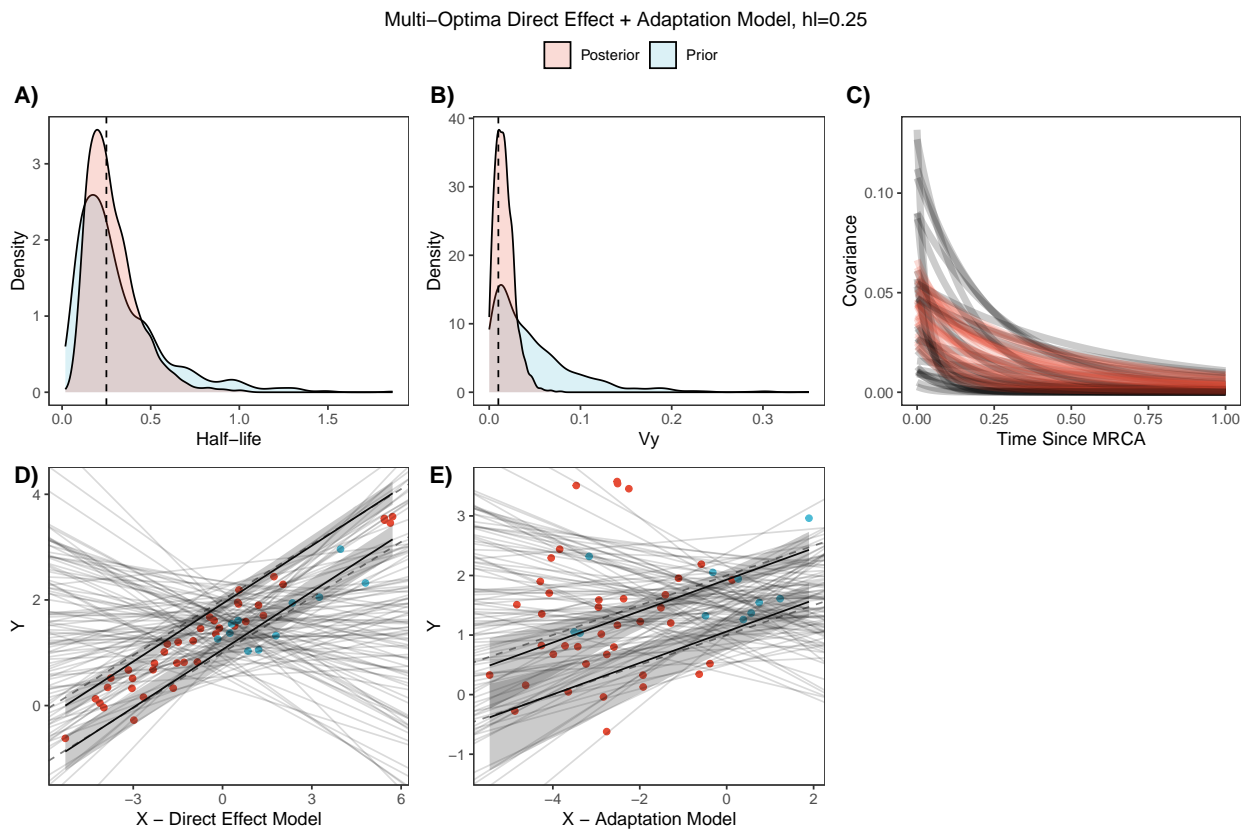 Multi−Optima Direct Effect + Adaptation Model, hl=0.25
Posterior Prior
A)
3
2
1
0
Density
0.0 0.5 1.0 1.5
Half−life
B)
40
30
20
10
0
Density
0.0 0.1 0.2 0.3
Vy
C)
0.10
0.05
0.00
Covariance
0.00 0.25 0.50 0.75 1.00
Time Since MRCA
D)
4
2
0
Y
−3 0 3 6
X − Direct Effect Model
E)
3
2
1
0
−1
Y
−4 −2 0 2
X − Adaptation Model